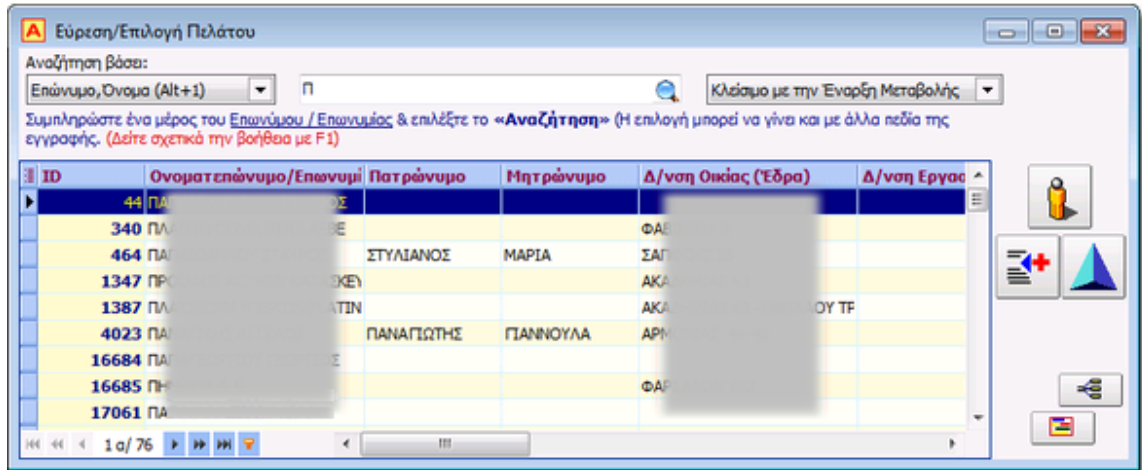 Εύρεση/Επιλογή Πελάτου
Αναζήτηση βάσει:
Επώνυμο,Όνομα (Alt+1) Π Κλείσιμο με την Έναρξη Μεταβολής
Συμπληρώστε ένα μέρος του Επωνύμου / Επωνυμίας & επιλέξτε το «Αναζήτηση» (Η επιλογή μπορεί να γίνει και με άλλα πεδία της
εγγραφής. (Δείτε σχετικά την βοήθεια με F1)
ID Ονοματεπώνυμο/Επωνυμί Πατρώνυμο Μητρώνυμο Δ/νση Οικίας (Έδρα) Δ/νση Εργασ
44
340
464 ΣΤΥΛΙΑΝΟΣ ΜΑΡΙΑ
1347
1387
4023 ΠΑΝΑΓΙΩΤΗΣ ΓΙΑΝΝΟΥΛΑ
16684
16685
17061
1 α/ 76